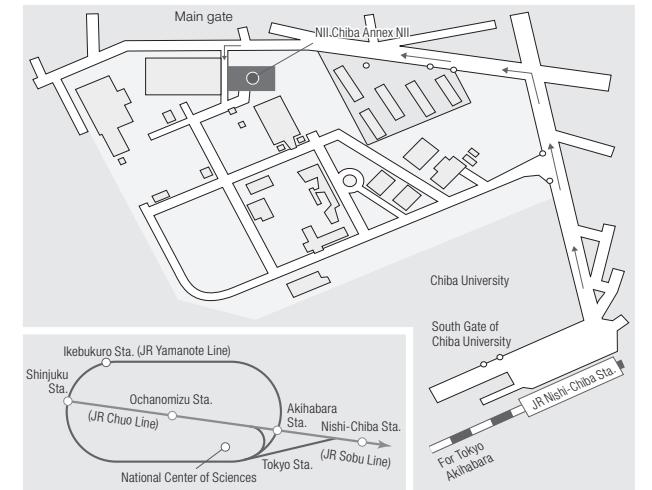 Main gate
NII Chiba Annex NII
Chiba University
South Gate of
Chiba University
JR Nishi-Chiba Sta.
For Tokyo
Akihabara
Ikebukuro Sta. (JR Yamanote Line)
Shinjuku
Sta.
Ochanomizu Sta.
(JR Chuo Line)
Akihabara
Sta.
Nishi-Chiba Sta.
(JR Sobu Line)
Tokyo Sta.
National Center of Sciences